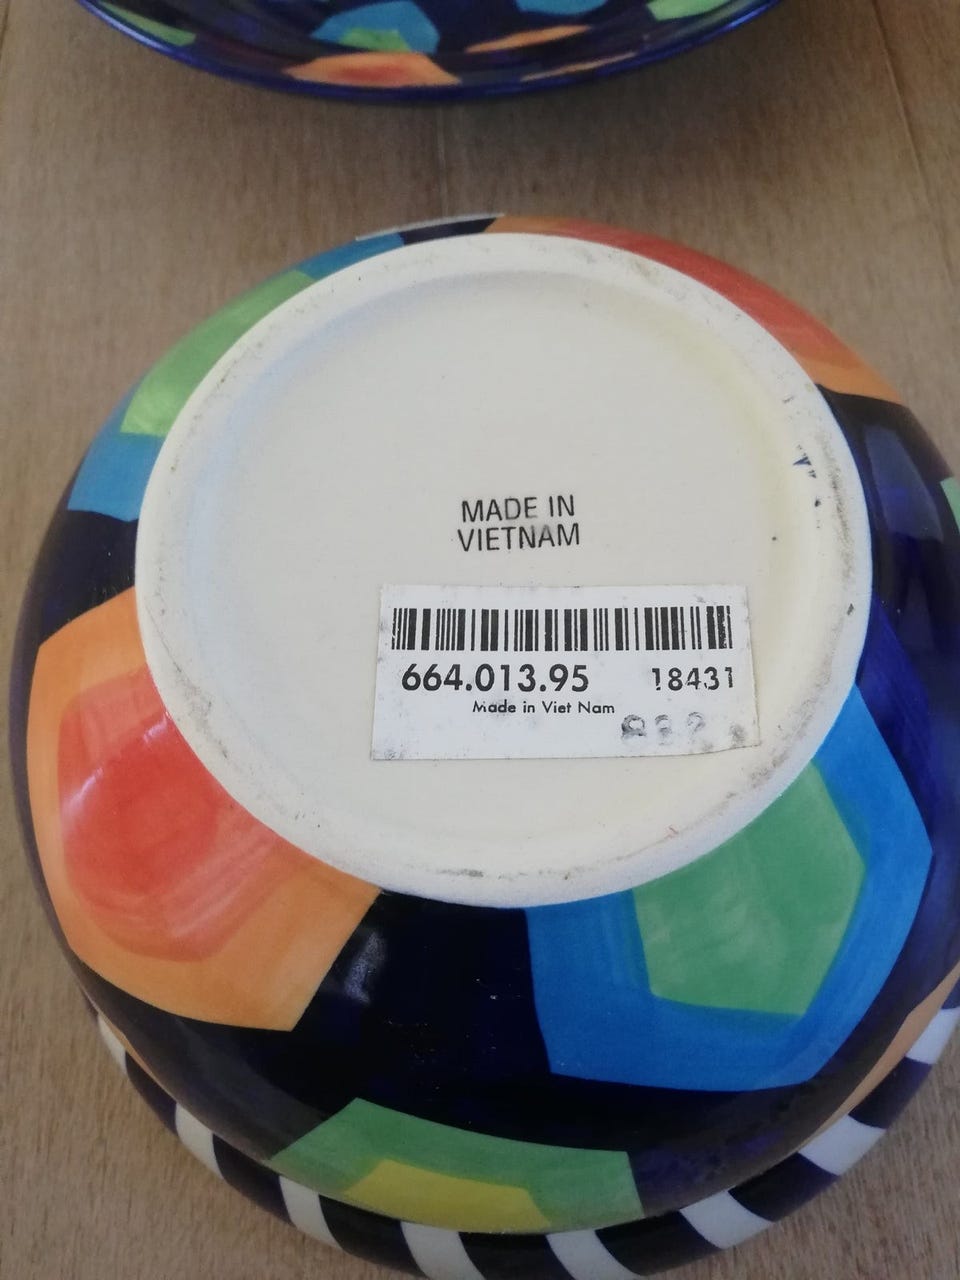 MADE IN
VIETNAM
664.013.95 18431
Made in Viet Nam